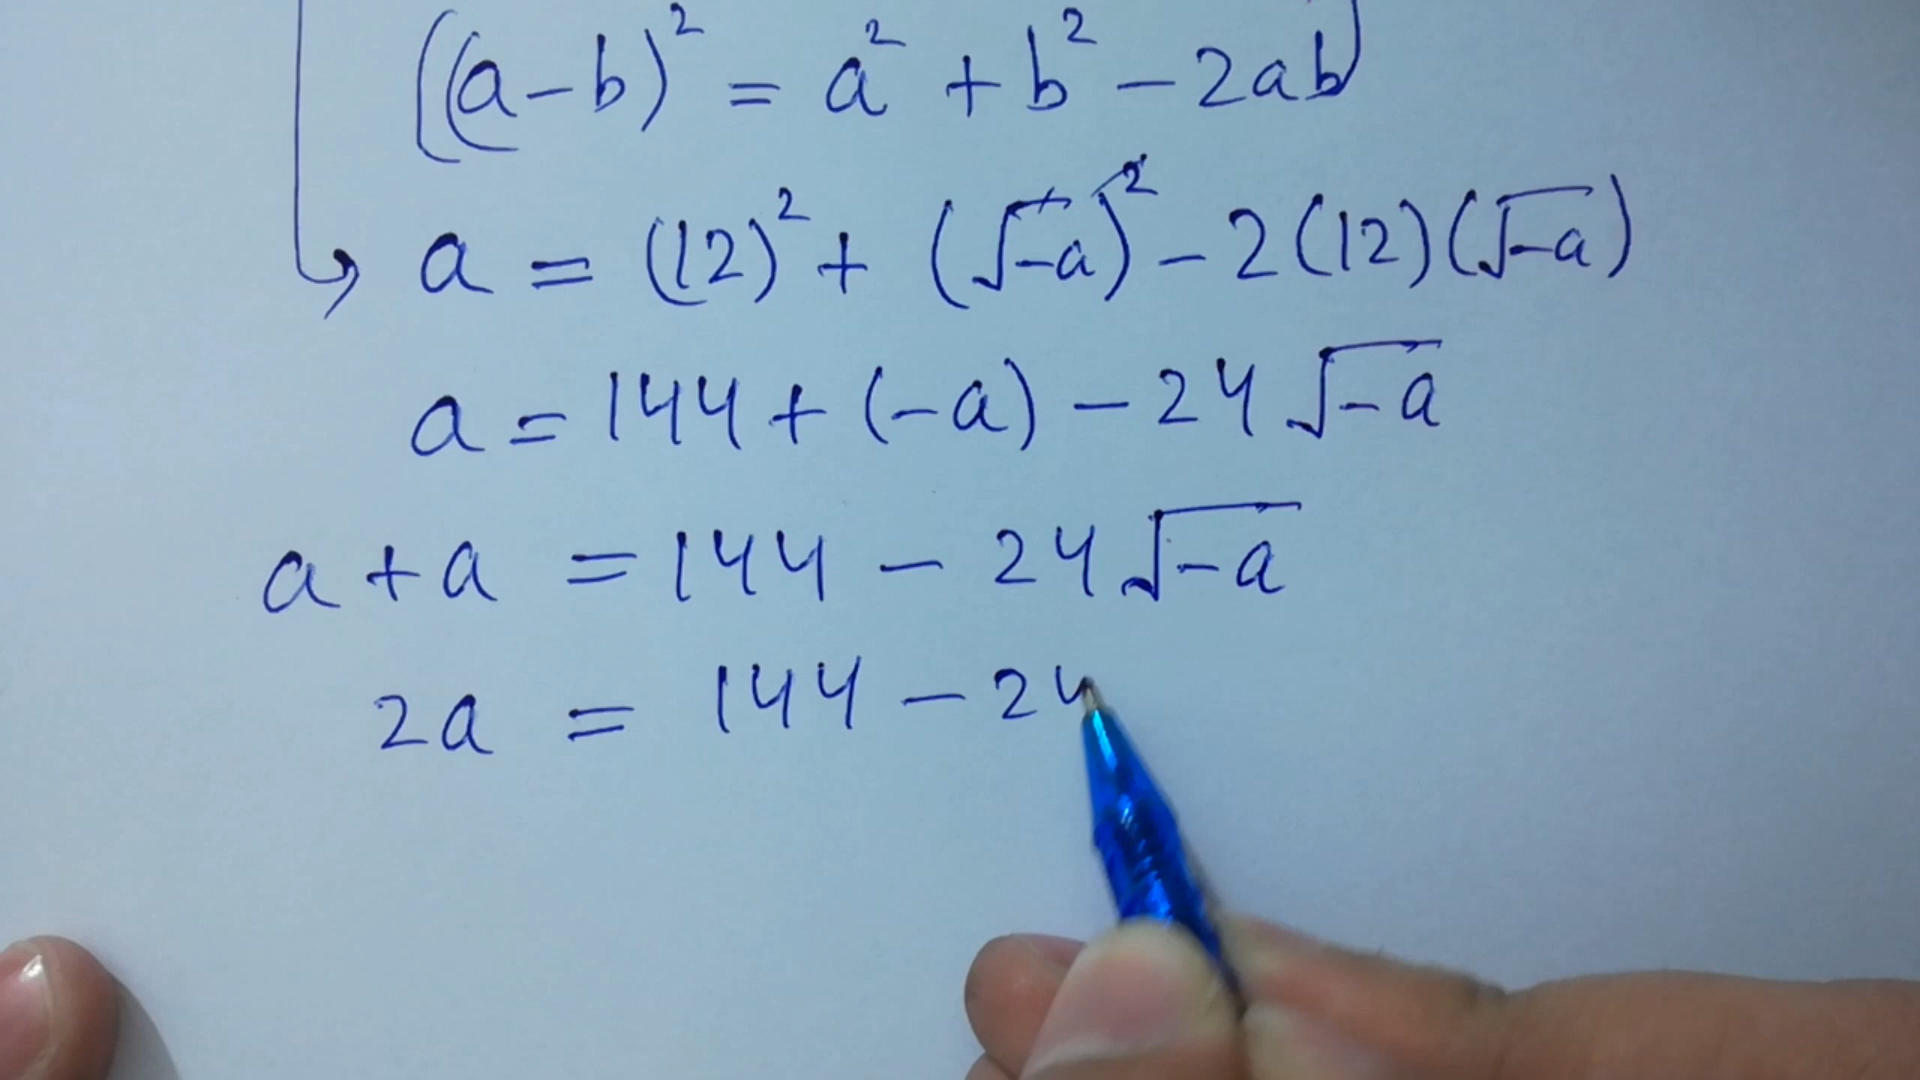 ((a-b)² = a² + b² - 2ab)
a = (12)² + (√-a)² - 2(12)(√-a)
a = 144 + (-a) - 24√-a
a + a = 144 - 24√-a
2a = 144 - 24